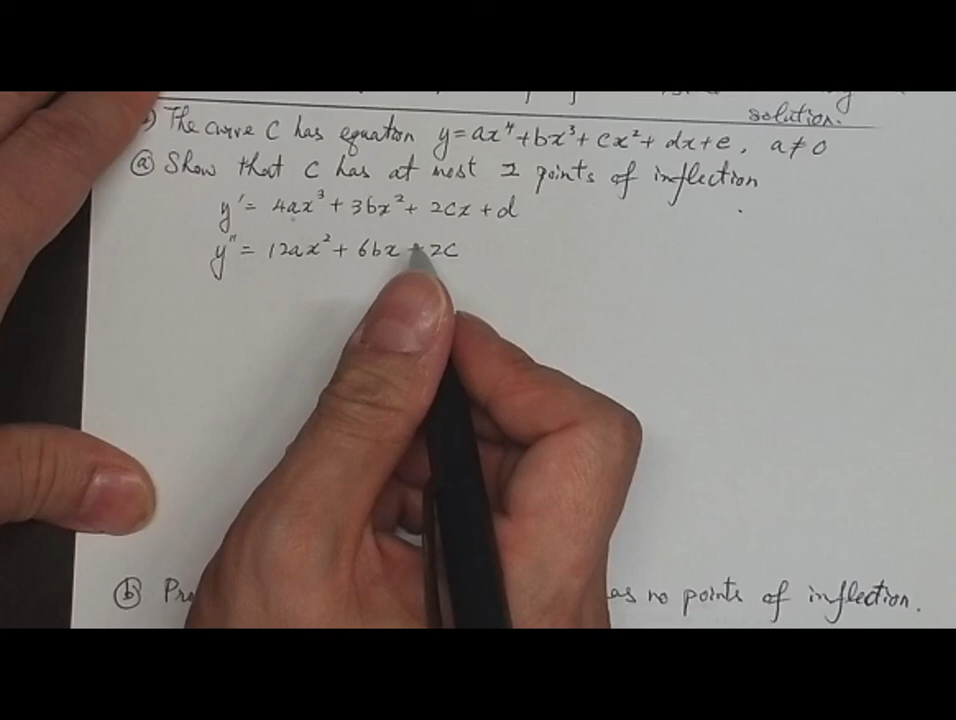 solution.
The curve C has equation y = ax⁴ + bx³ + cx² + dx + e, a ≠ 0
(a) Show that C has at most 2 points of inflection
y' = 4ax³ + 3bx² + 2cx + d
y'' = 12ax² + 6bx + 2c
(b) as no points of inflection.